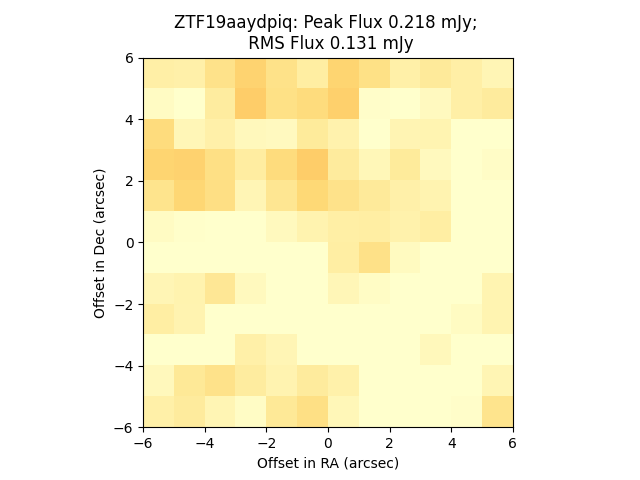 ZTF19aaydpiq: Peak Flux 0.218 mJy;
RMS Flux 0.131 mJy
6
4
2
0
−2
−4
−6
Offset in Dec (arcsec)
−6 −4 −2 0 2 4 6
Offset in RA (arcsec)